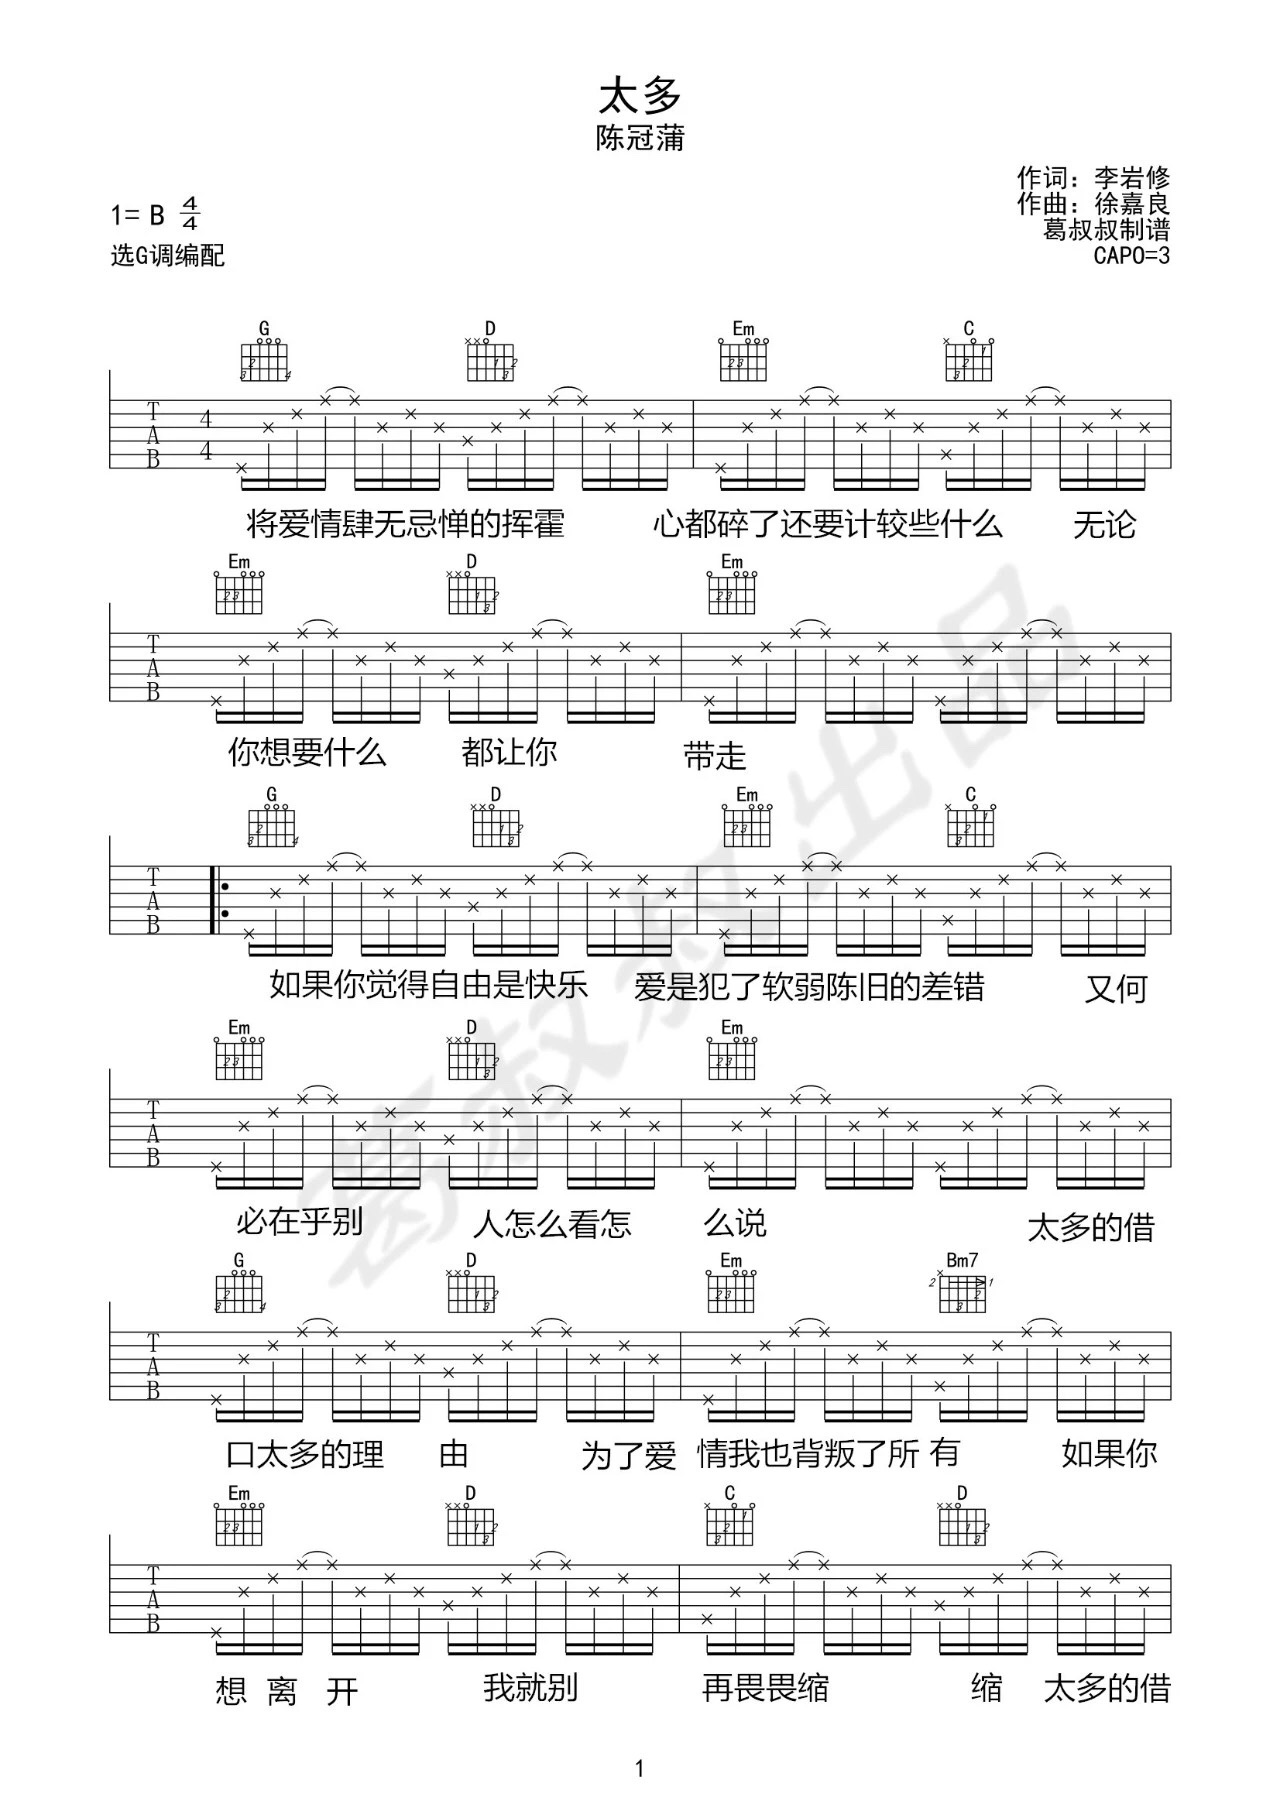 太多
陈冠蒲
作词：李岩修
作曲：徐嘉良
葛叔叔制谱
CAPO=3
1= B 4/4
选G调编配
G D Em C
T A B 4 4
将爱情肆无忌惮的挥霍 心都碎了还要计较些什么 无论
Em D Em
T A B
你想要什么 都让你 带走
G D Em C
T A B
如果你觉得自由是快乐 爱是犯了软弱陈旧的差错 又何
Em D Em
T A B
必在乎别 人怎么看怎 么说 太多的借
G D Em Bm7
T A B
口太多的理 由 为了爱 情我也背叛了所 有 如果你
Em D C D
T A B
想 离 开 我就别 再畏畏缩 缩 太多的借
葛叔叔出品
1